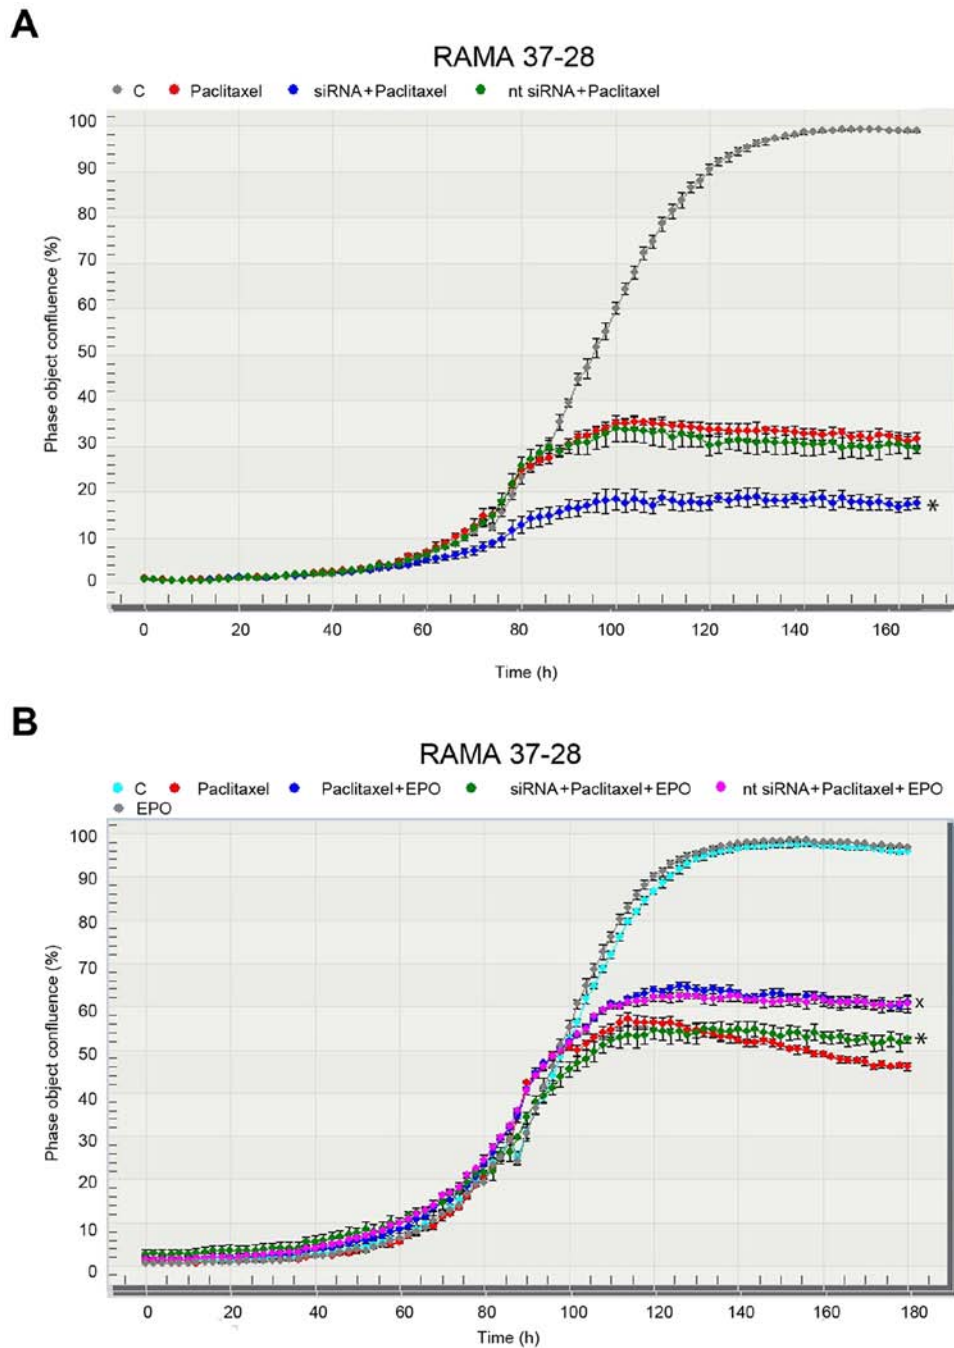 A
RAMA 37-28
C Paclitaxel siRNA+Paclitaxel nt siRNA+Paclitaxel
100
90
80
70
60
50
40
30
20
10
0
Phase object confluence (%)
*
0 20 40 60 80 100 120 140 160
Time (h)
B
RAMA 37-28
C Paclitaxel Paclitaxel+EPO siRNA+Paclitaxel+EPO nt siRNA+Paclitaxel+EPO
EPO
100
90
80
70
60
50
40
30
20
10
0
Phase object confluence (%)
x
*
0 20 40 60 80 100 120 140 160 180
Time (h)